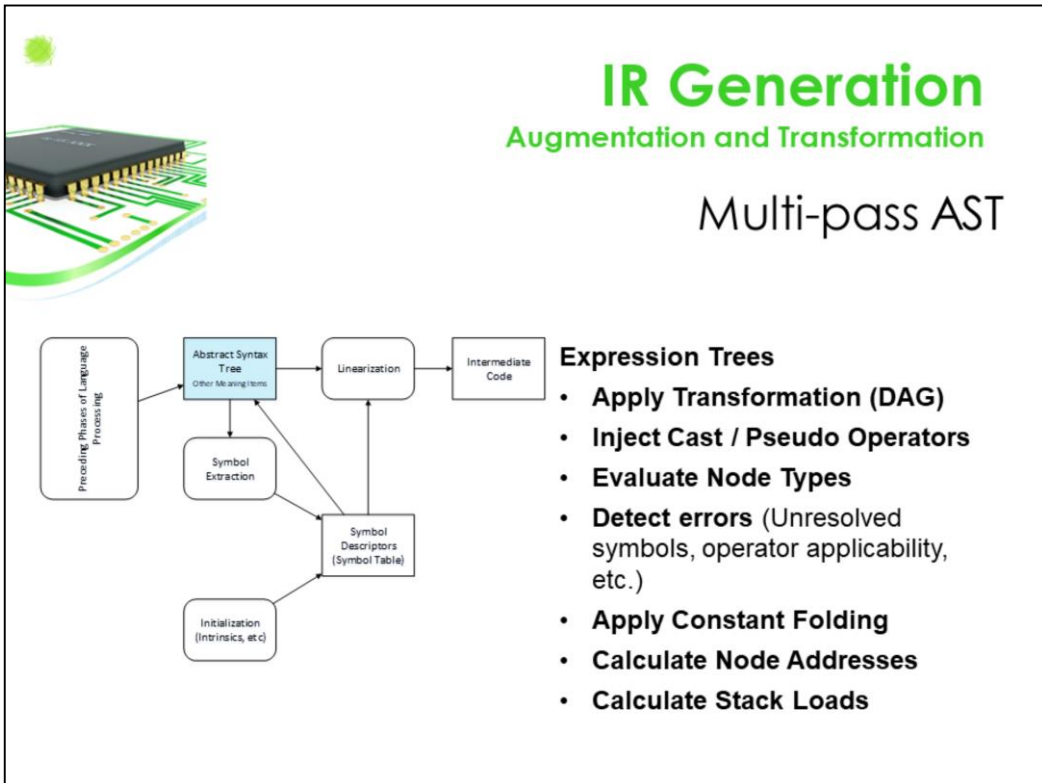 IR Generation
Augmentation and Transformation
Multi-pass AST
Preceding Phases of Language
Processing
Abstract Syntax
Tree
Other Meaning Items
Linearization
Intermediate
Code
Symbol
Extraction
Symbol
Descriptors
(Symbol Table)
Initialization
(Intrinsics, etc)
Expression Trees
• Apply Transformation (DAG)
• Inject Cast / Pseudo Operators
• Evaluate Node Types
• Detect errors (Unresolved
symbols, operator applicability,
etc.)
• Apply Constant Folding
• Calculate Node Addresses
• Calculate Stack Loads